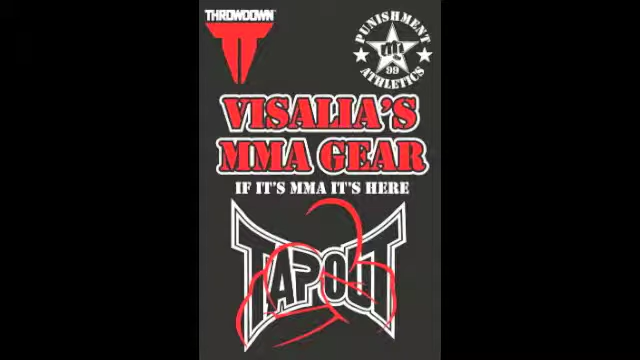 THROWDOWN
PUNISHMENT
99
ATHLETICS
VISALIA'S
MMA GEAR
IF IT'S MMA IT'S HERE
TAPOUT